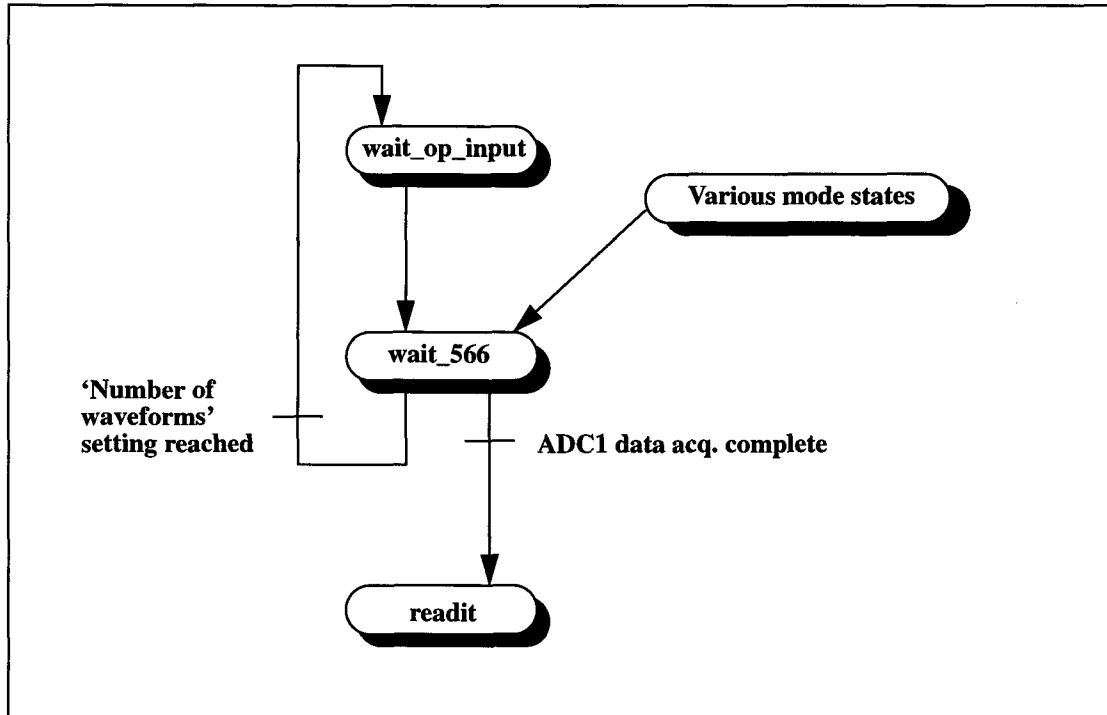 wait_op_input
Various mode states
wait_566
‘Number of
waveforms’
setting reached
ADC1 data acq. complete
readit